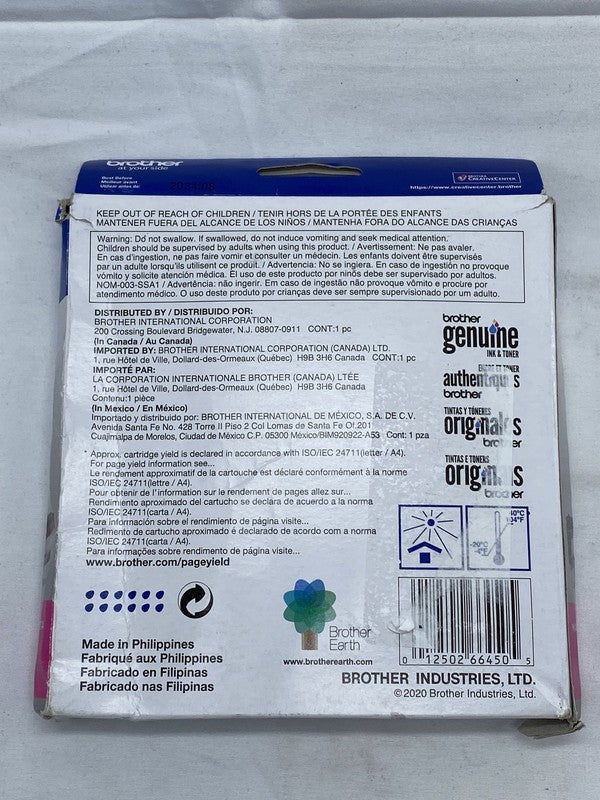 brother
at your side
Best Before
Meilleur avant
Utilizar antes de:
BROTHER
CREATIVECENTER
https://www.creativecenter.brother
KEEP OUT OF REACH OF CHILDREN / TENIR HORS DE LA PORTÉE DES ENFANTS
MANTENER FUERA DEL ALCANCE DE LOS NIÑOS / MANTENHA FORA DO ALCANCE DAS CRIANÇAS
Warning: Do not swallow. If swallowed, do not induce vomiting and seek medical attention.
Children should be supervised by adults when using this product. / Avertissement: Ne pas avaler.
En cas d'ingestion, ne pas faire vomir et consulter un médecin. Les enfants doivent être supervisés
par un adulte lorsqu'ils utilisent ce produit. / Advertencia: No se ingiera. En caso de ingestión no provoque
vómito y solicite atención médica. El uso de este producto por niños debe ser supervisado por adultos.
NOM-003-SSA1 / Advertência: não ingerir. Em caso de ingestão não provoque vômito e procure por
atendimento médico. O uso deste produto por crianças deve ser sempre supervisionado por um adulto.
DISTRIBUTED BY / DISTRIBUIDO POR:
BROTHER INTERNATIONAL CORPORATION
200 Crossing Boulevard Bridgewater, N.J. 08807-0911 CONT:1 pc
(In Canada / Au Canada)
IMPORTED BY: BROTHER INTERNATIONAL CORPORATION (CANADA) LTD.
1, rue Hôtel de Ville, Dollard-des-Ormeaux (Québec) H9B 3H6 Canada CONT:1 pc
IMPORTÉ PAR:
LA CORPORATION INTERNATIONALE BROTHER (CANADA) LTÉE
1, rue Hôtel de Ville, Dollard-des-Ormeaux (Québec) H9B 3H6 Canada
Contenu:1 pièce
(In Mexico / En México)
Importado y distribuido por: BROTHER INTERNATIONAL DE MÉXICO, S.A. DE C.V.
Avenida Santa Fe No. 428 Torre II Piso 2 Col Lomas de Santa Fe Of.201
Cuajimalpa de Morelos, Ciudad de México C.P. 05300 México/BIM920922-A53 Cont: 1 pza
* Approx. cartridge yield is declared in accordance with ISO/IEC 24711(letter / A4).
For page yield information see...
Le rendement approximatif de la cartouche est déclaré conformément à la norme
ISO/IEC 24711(lettre / A4).
Pour obtenir de l'information sur le rendement de pages allez sur...
Rendimiento aproximado del cartucho se declara de acuerdo a la norma
ISO/IEC 24711(carta / A4).
Para información sobre el rendimiento de página visite...
Redimento de cartucho aproximado é declarado de acordo com a norma
ISO/IEC 24711(carta / A4).
Para informações sobre rendimento de página visite...
www.brother.com/pageyield
brother
genuine
INK & TONER
ENCRE ET TONER
brother
TINTAS Y TÓNERES
brother
TINTAS E TONERS
brother
40°C
104°F
-20°C
-4°F
Brother
Earth
www.brotherearth.com
Made in Philippines
Fabriqué aux Philippines
Fabricado en Filipinas
Fabricado nas Filipinas
0 12502 66450 5
BROTHER INDUSTRIES, LTD.
©2020 Brother Industries, Ltd.